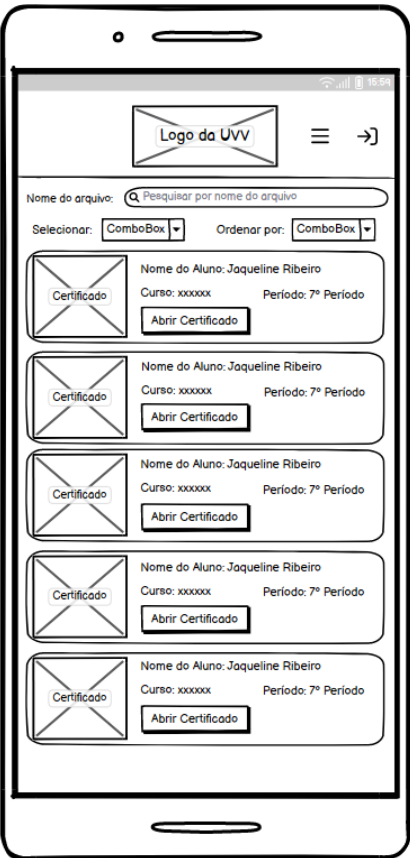 15:59
Logo da UVV
Nome do arquivo: Pesquisar por nome do arquivo
Selecionar: ComboBox Ordenar por: ComboBox
Certificado
Nome do Aluno: Jaqueline Ribeiro
Curso: xxxxxx Período: 7º Período
Abrir Certificado
Certificado
Nome do Aluno: Jaqueline Ribeiro
Curso: xxxxxx Período: 7º Período
Abrir Certificado
Certificado
Nome do Aluno: Jaqueline Ribeiro
Curso: xxxxxx Período: 7º Período
Abrir Certificado
Certificado
Nome do Aluno: Jaqueline Ribeiro
Curso: xxxxxx Período: 7º Período
Abrir Certificado
Certificado
Nome do Aluno: Jaqueline Ribeiro
Curso: xxxxxx Período: 7º Período
Abrir Certificado